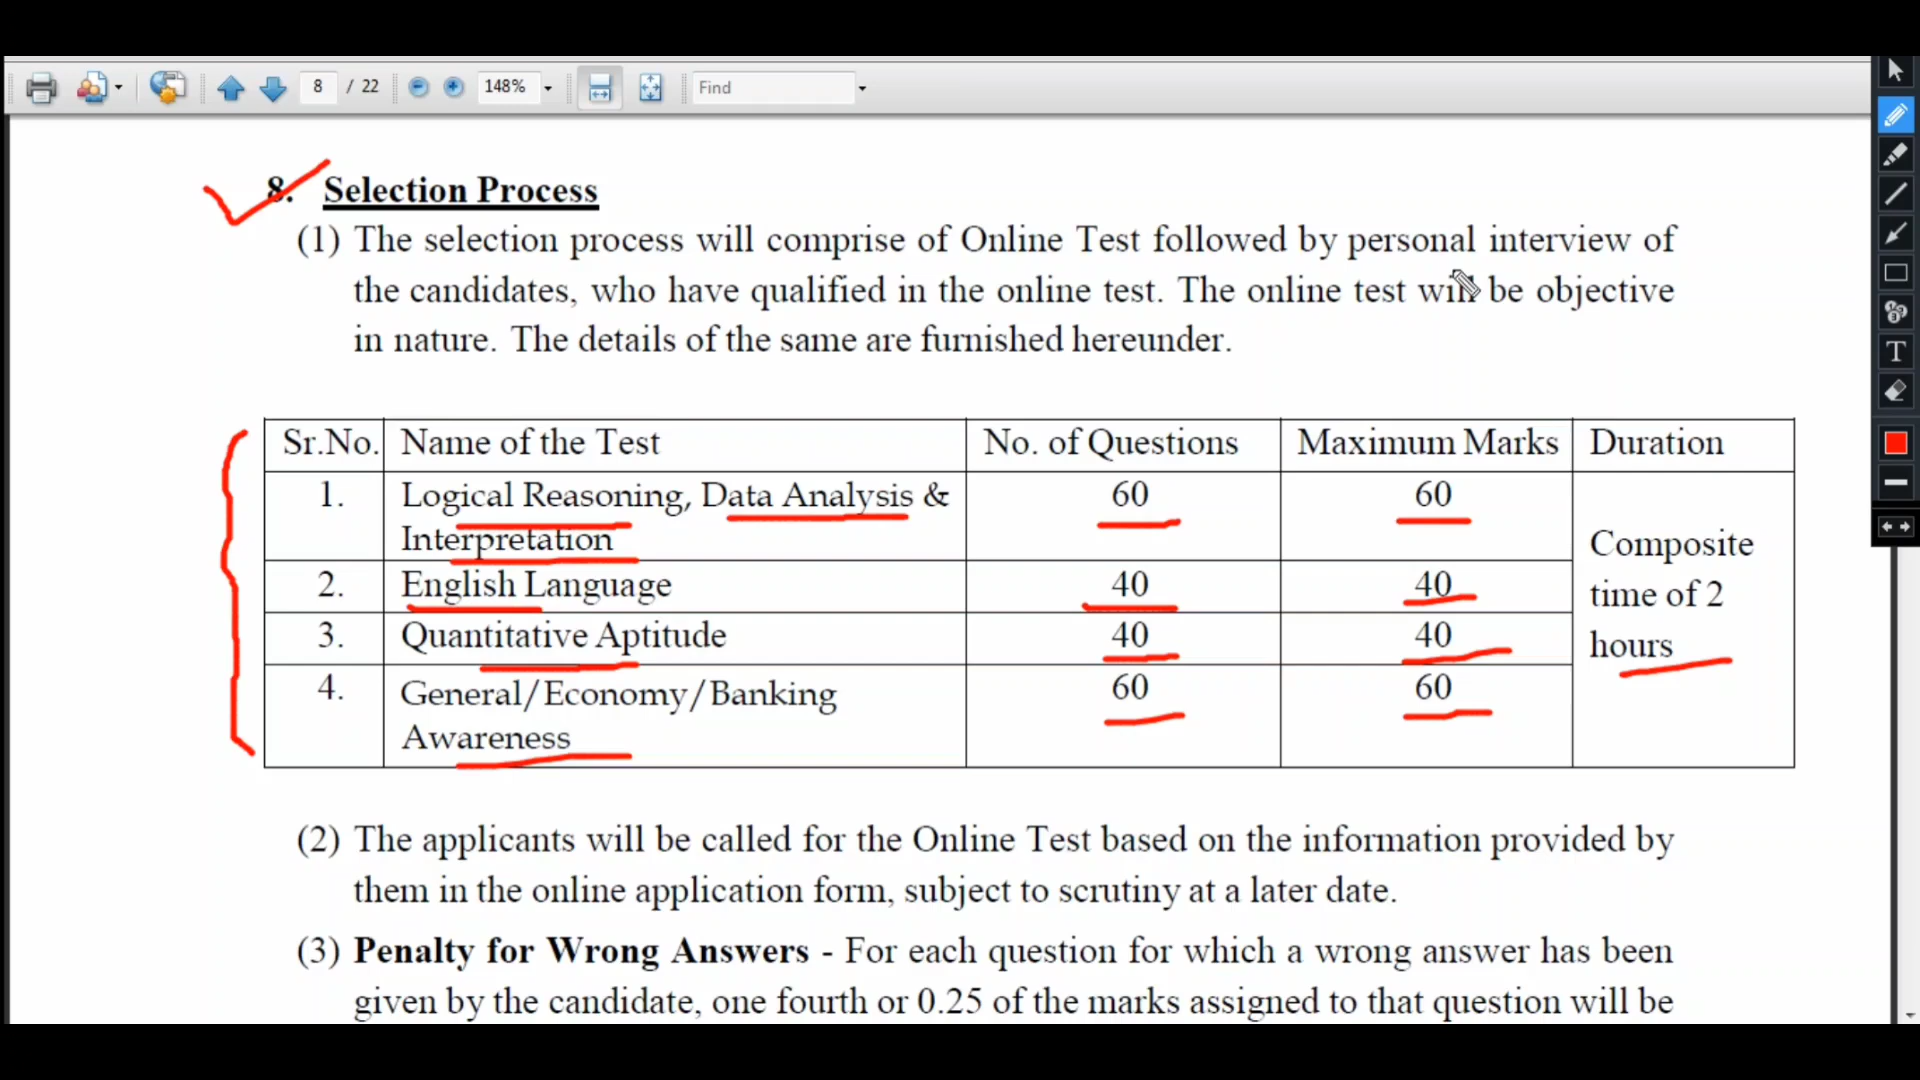 8 / 22 148% Find
8. Selection Process
(1) The selection process will comprise of Online Test followed by personal interview of
the candidates, who have qualified in the online test. The online test will be objective
in nature. The details of the same are furnished hereunder.
Sr.No. Name of the Test No. of Questions Maximum Marks Duration
1. Logical Reasoning, Data Analysis & 60 60
Interpretation
Composite
2. English Language 40 40
time of 2
3. Quantitative Aptitude 40 40
hours
4. General/Economy/Banking 60 60
Awareness
(2) The applicants will be called for the Online Test based on the information provided by
them in the online application form, subject to scrutiny at a later date.
(3) Penalty for Wrong Answers - For each question for which a wrong answer has been
given by the candidate, one fourth or 0.25 of the marks assigned to that question will be
T